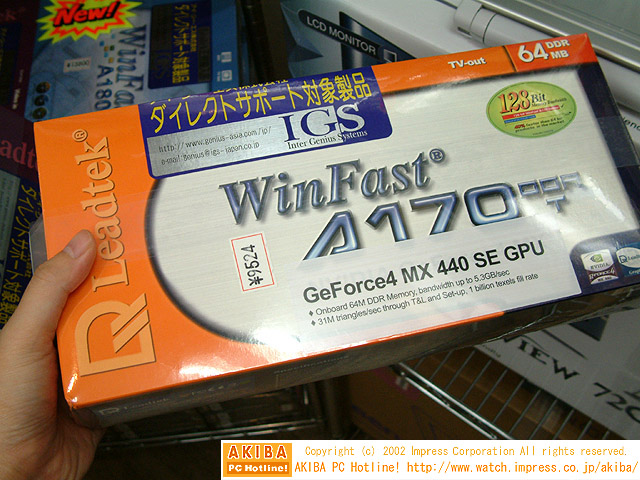 New!
LCD MONITOR
WinFast
Leadtek®
TV-out
64 DDR MB
ダイレクトサポート対象製品
http://www.genius-asia.com/jp/
e-mail:genius@igs-japan.co.jp
IGS
Inter Genius Systems
128Bit
WinFast®
A170 DDR T
¥9524
GeForce4 MX 440 SE GPU
Onboard 64M DDR Memory, bandwidth up to 5.3GB/sec
31M triangles/sec through T&L and Set-up, 1 billion texels fill rate
VIEW 720
AKIBA
PC Hotline!
Copyright (c) 2002 Impress Corporation All rights reserved.
AKIBA PC Hotline! http://www.watch.impress.co.jp/akiba/